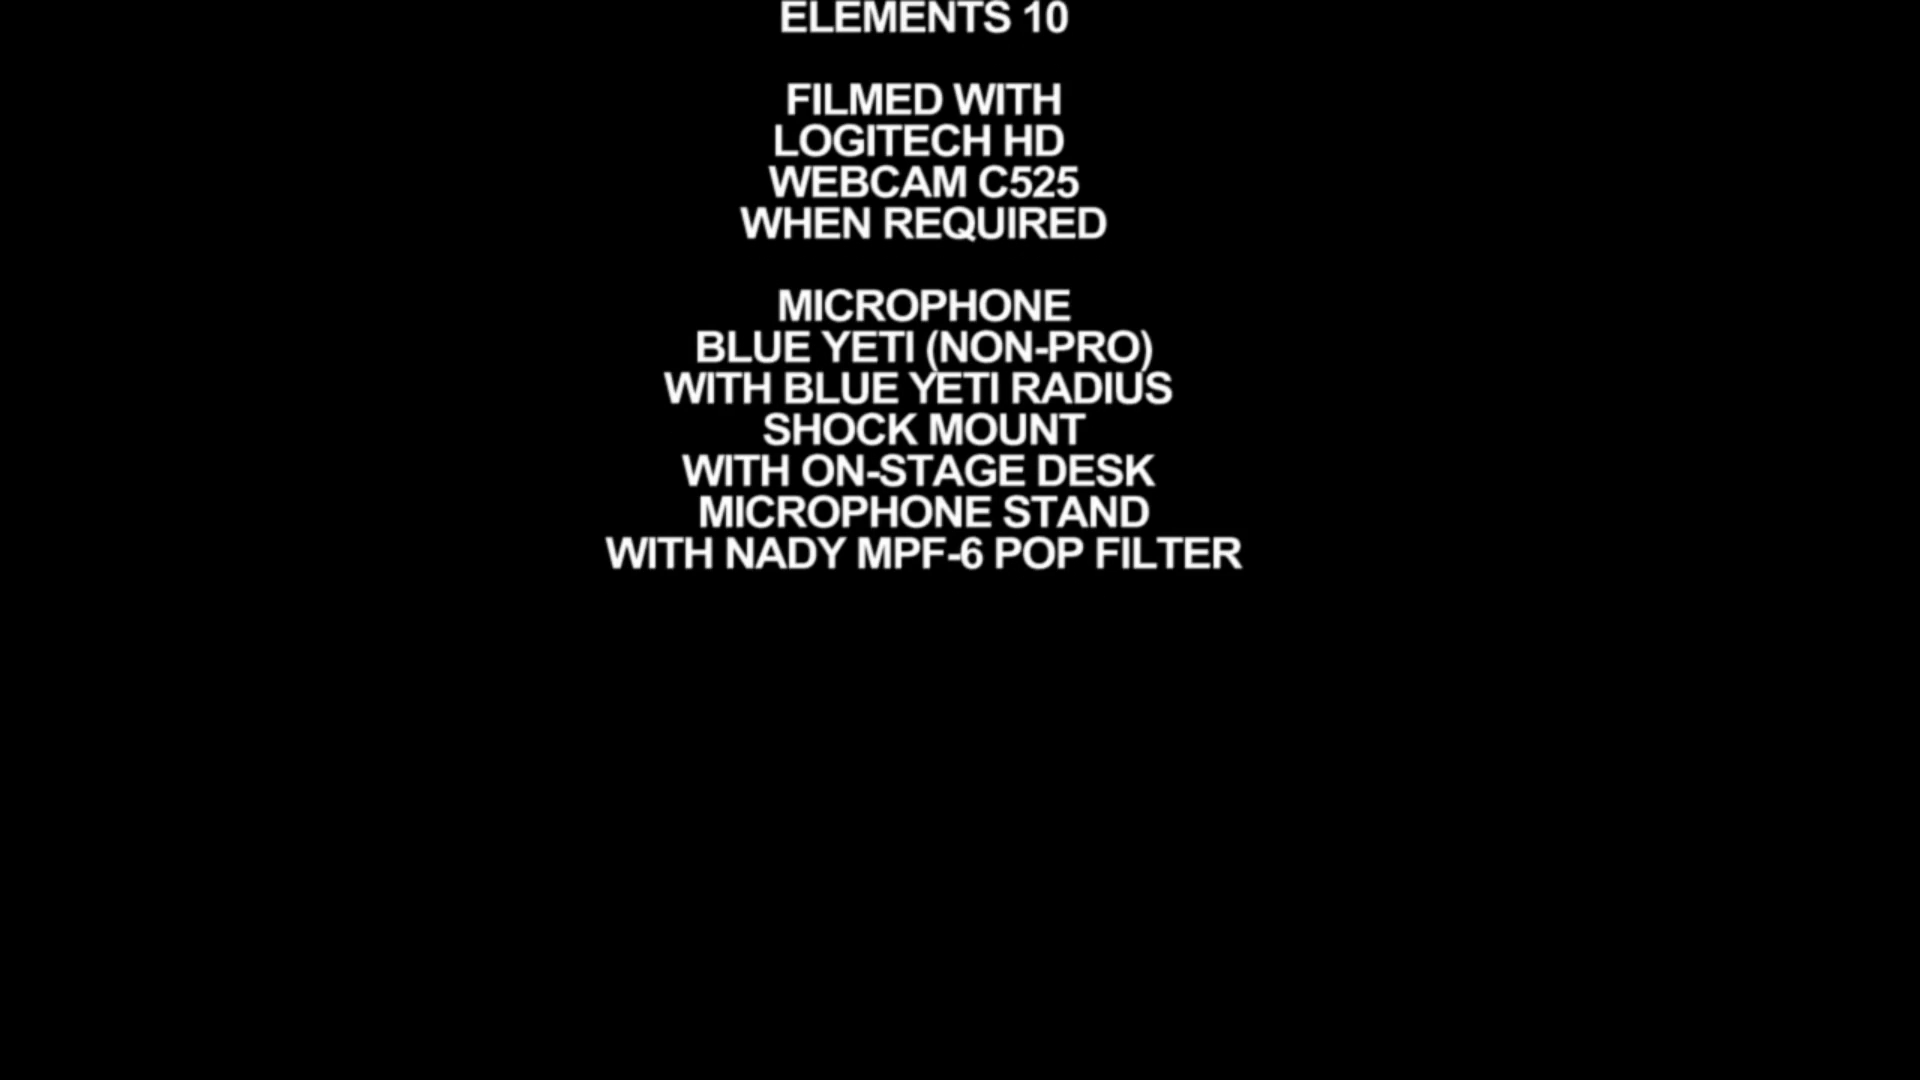 ELEMENTS 10
FILMED WITH
LOGITECH HD
WEBCAM C525
WHEN REQUIRED
MICROPHONE
BLUE YETI (NON-PRO)
WITH BLUE YETI RADIUS
SHOCK MOUNT
WITH ON-STAGE DESK
MICROPHONE STAND
WITH NADY MPF-6 POP FILTER